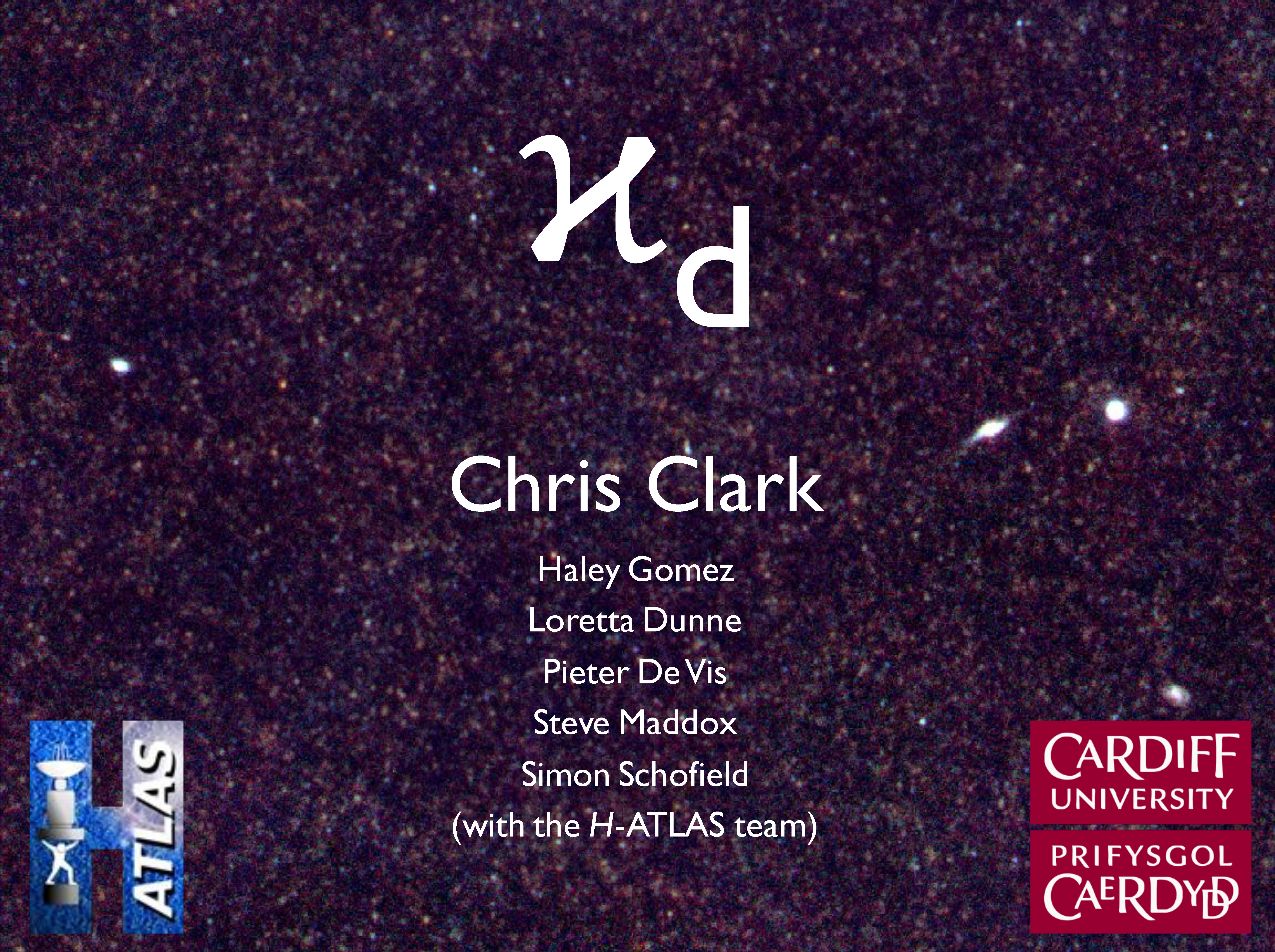 ϰd
Chris Clark
Haley Gomez
Loretta Dunne
Pieter De Vis
Steve Maddox
Simon Schofield
(with the H-ATLAS team)
H
ATLAS
CARDIFF
UNIVERSITY
PRIFYSGOL
CAERDYDD